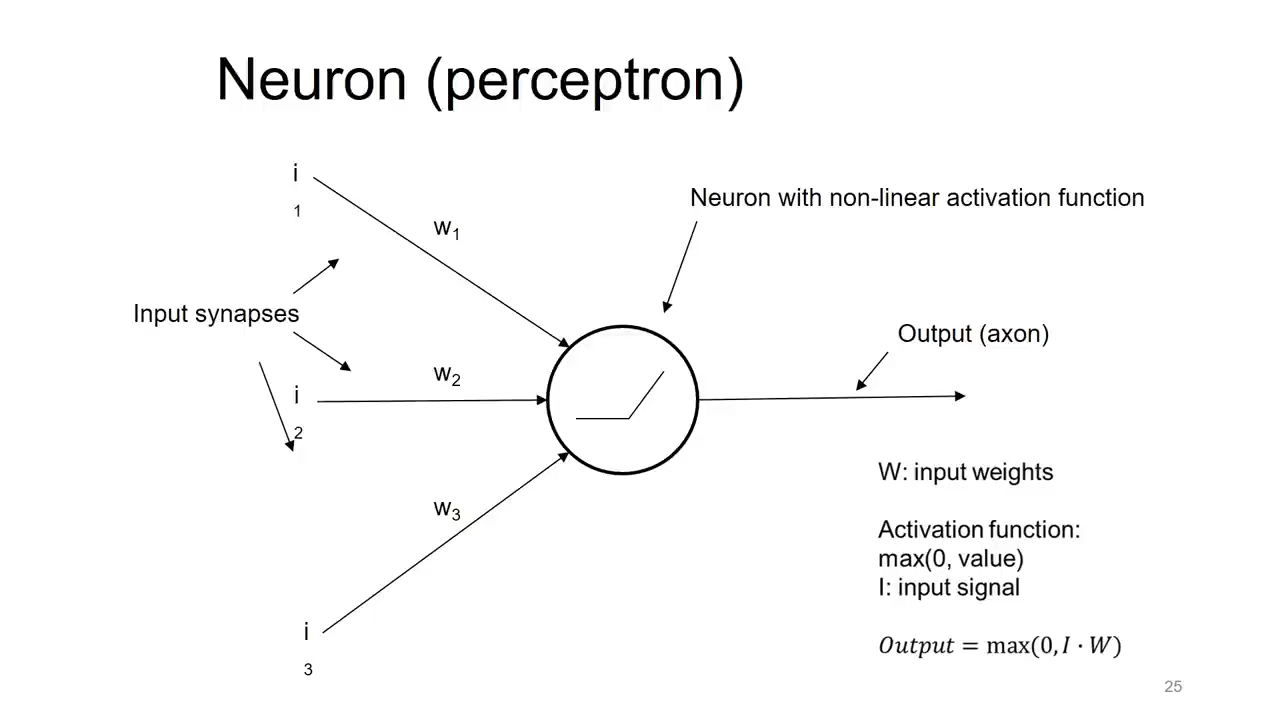 Neuron (perceptron)
i
1
w1
Neuron with non-linear activation function
Input synapses
Output (axon)
w2
i
2
W: input weights
w3
Activation function:
max(0, value)
I: input signal
i
3
Output = max(0, I · W)
25